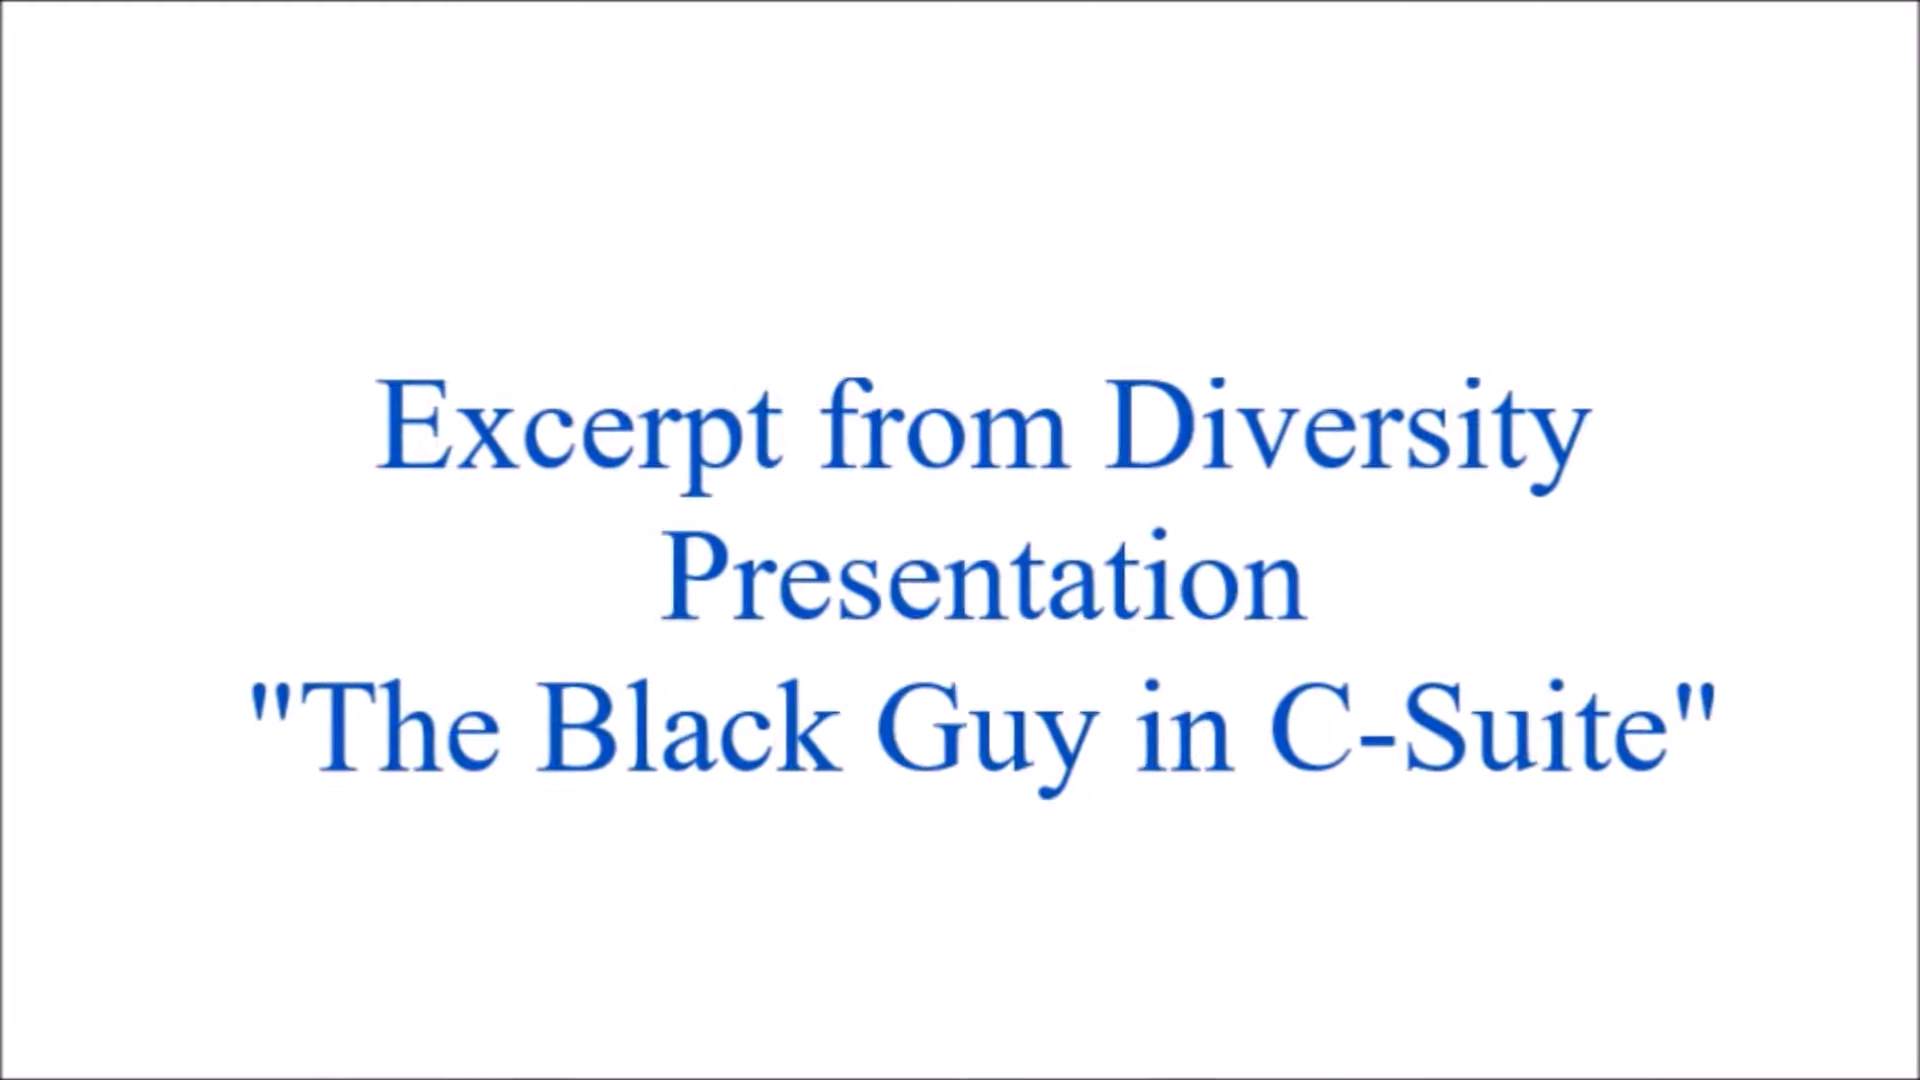 Excerpt from Diversity
Presentation
"The Black Guy in C-Suite"